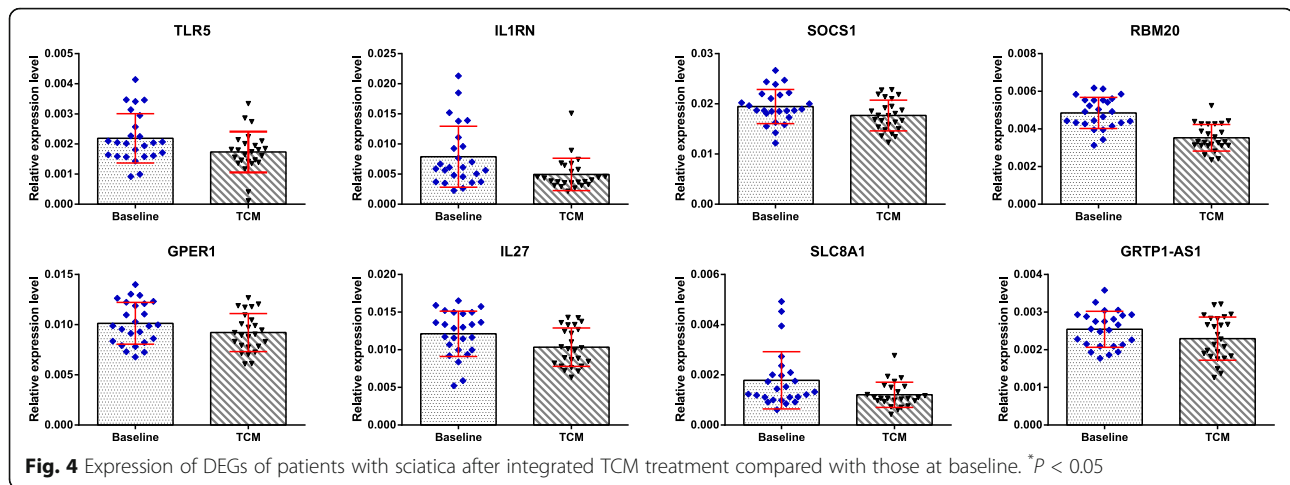 TLR5
Relative expression level
0.005
0.004
0.003
0.002
0.001
0.000
Baseline TCM
IL1RN
Relative expression level
0.025
0.020
0.015
0.010
0.005
0.000
Baseline TCM
SOCS1
Relative expression level
0.03
0.02
0.01
0.00
Baseline TCM
RBM20
Relative expression level
0.008
0.006
0.004
0.002
0.000
Baseline TCM
GPER1
Relative expression level
0.015
0.010
0.005
0.000
Baseline TCM
IL27
Relative expression level
0.020
0.015
0.010
0.005
0.000
Baseline TCM
SLC8A1
Relative expression level
0.006
0.004
0.002
0.000
Baseline TCM
GRTP1-AS1
Relative expression level
0.004
0.003
0.002
0.001
0.000
Baseline TCM
Fig. 4 Expression of DEGs of patients with sciatica after integrated TCM treatment compared with those at baseline. *P < 0.05